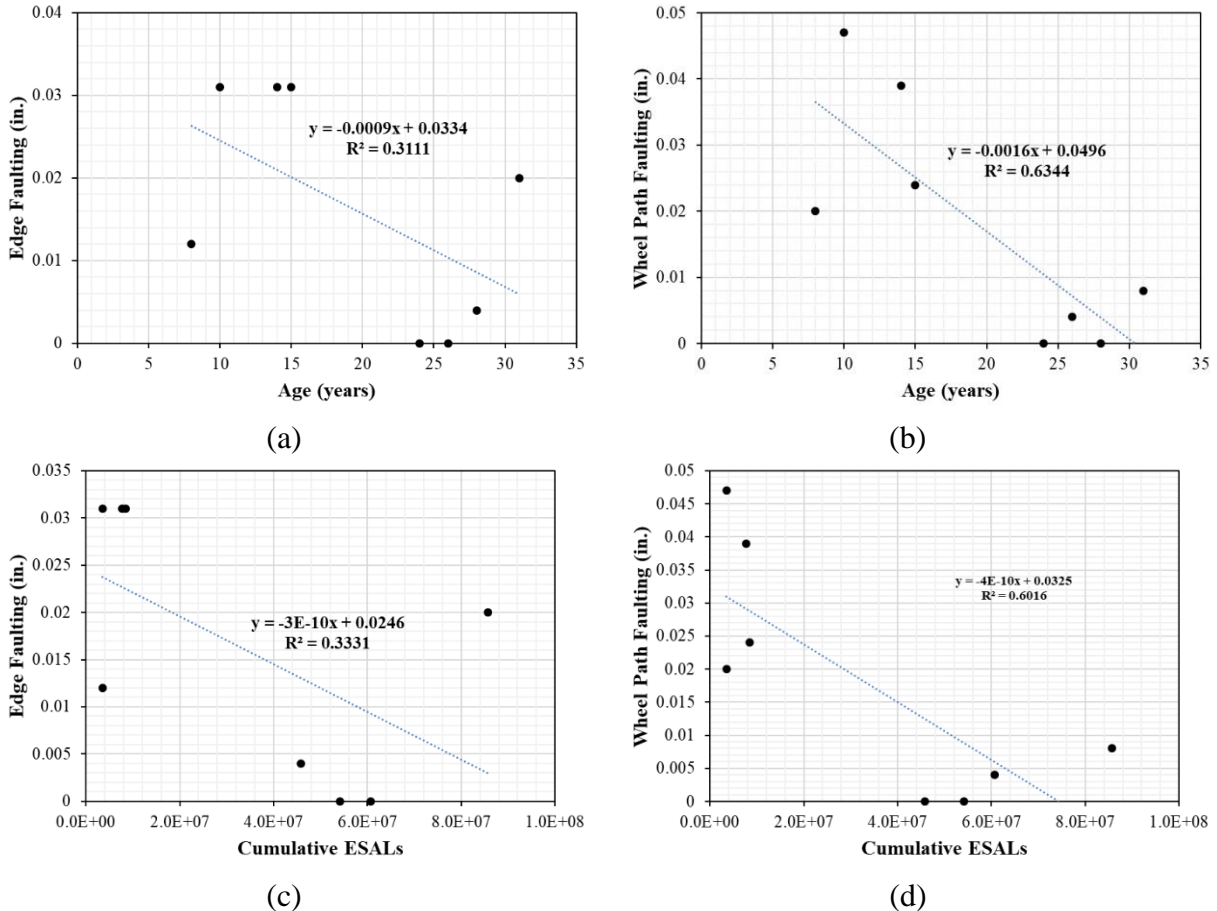 0.04
0.03
0.02
0.01
0
Edge Faulting (in.)
y = -0.0009x + 0.0334
R² = 0.3111
0 5 10 15 20 25 30 35
Age (years)
(a)
0.05
0.04
0.03
0.02
0.01
0
Wheel Path Faulting (in.)
y = -0.0016x + 0.0496
R² = 0.6344
0 5 10 15 20 25 30 35
Age (years)
(b)
0.035
0.03
0.025
0.02
0.015
0.01
0.005
0
Edge Faulting (in.)
y = -3E-10x + 0.0246
R² = 0.3331
0.0E+00 2.0E+07 4.0E+07 6.0E+07 8.0E+07 1.0E+08
Cumulative ESALs
(c)
0.05
0.045
0.04
0.035
0.03
0.025
0.02
0.015
0.01
0.005
0
Wheel Path Faulting (in.)
y = -4E-10x + 0.0325
R² = 0.6016
0.0E+00 2.0E+07 4.0E+07 6.0E+07 8.0E+07 1.0E+08
Cumulative ESALs
(d)